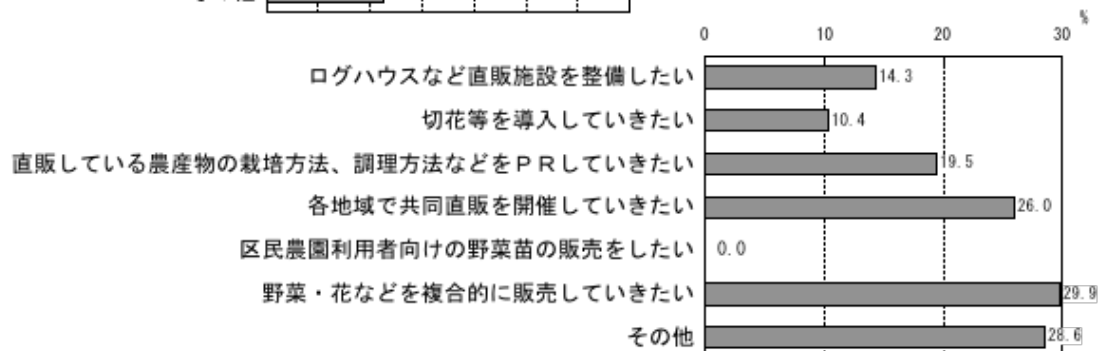 %
0 10 20 30
ログハウスなど直販施設を整備したい 14.3
切花等を導入していきたい 10.4
直販している農産物の栽培方法、調理方法などをPRしていきたい 19.5
各地域で共同直販を開催していきたい 26.0
区民農園利用者向けの野菜苗の販売をしたい 0.0
野菜・花などを複合的に販売していきたい 29.9
その他 28.6